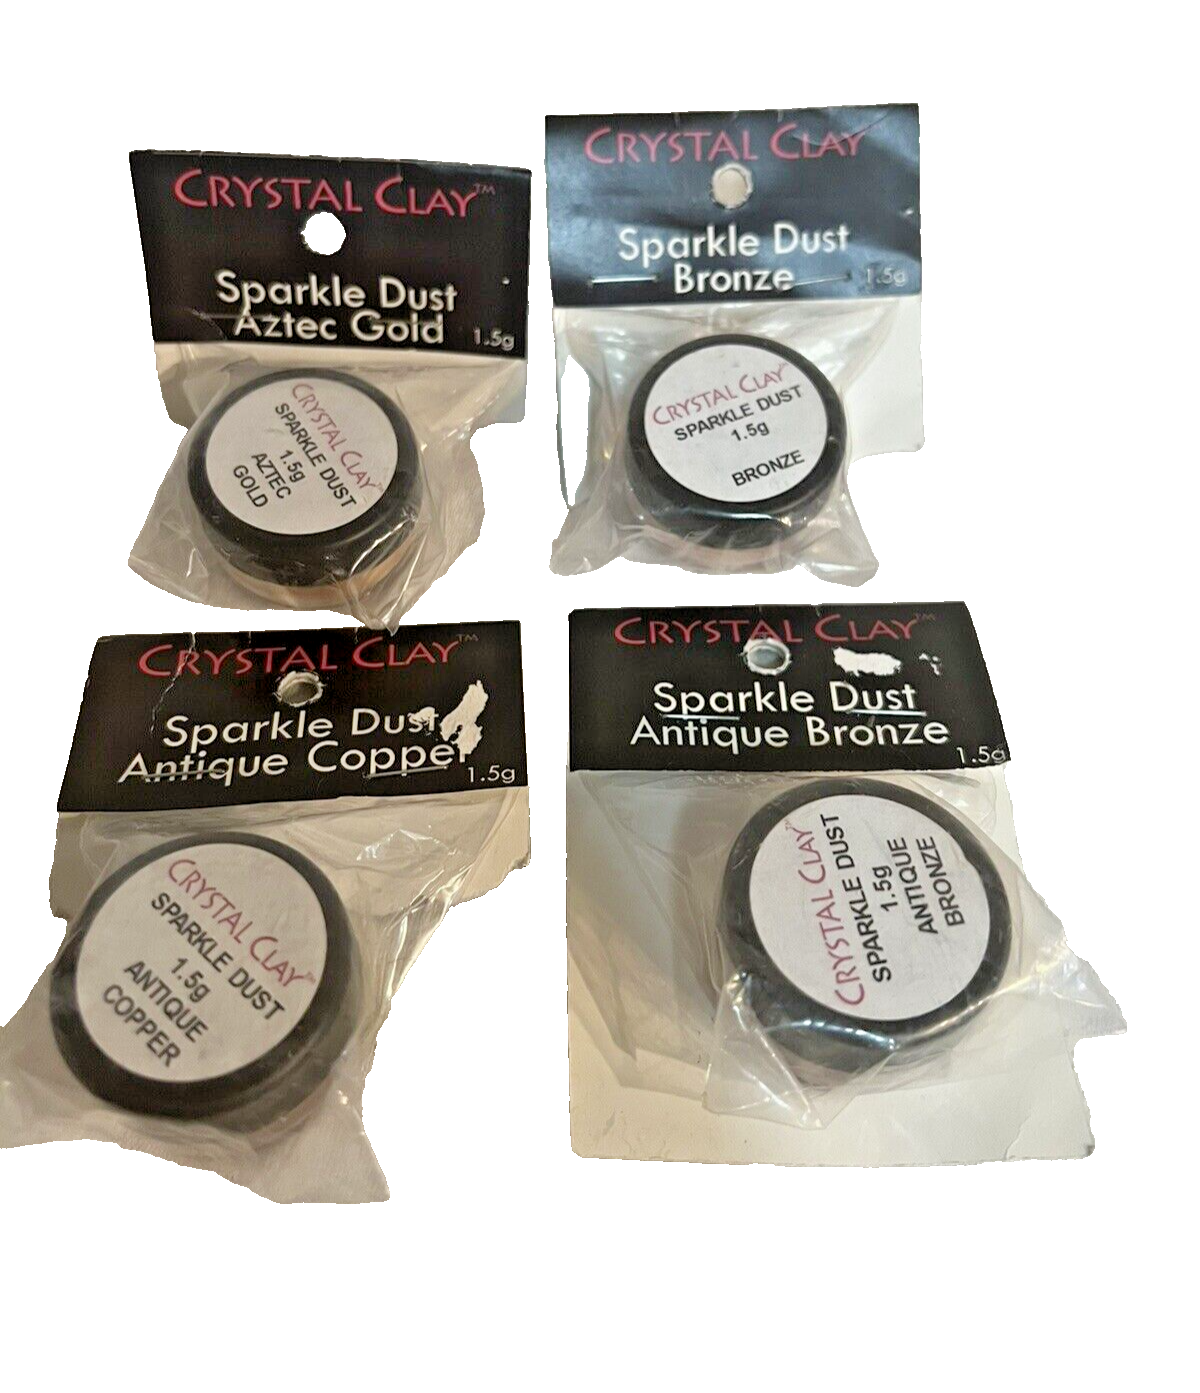 CRYSTAL CLAY™
Sparkle Dust
Aztec Gold
1.5g
CRYSTAL CLAY™
SPARKLE DUST
1.5g
AZTEC
GOLD
CRYSTAL CLAY
Sparkle Dust
Bronze
1.5g
CRYSTAL CLAY™
SPARKLE DUST
1.5g
BRONZE
CRYSTAL CLAY™
Sparkle Dust
Antique Copper
1.5g
CRYSTAL CLAY™
SPARKLE DUST
1.5g
ANTIQUE
COPPER
CRYSTAL CLAY™
Sparkle Dust
Antique Bronze
1.5g
CRYSTAL CLAY™
SPARKLE DUST
1.5g
ANTIQUE
BRONZE